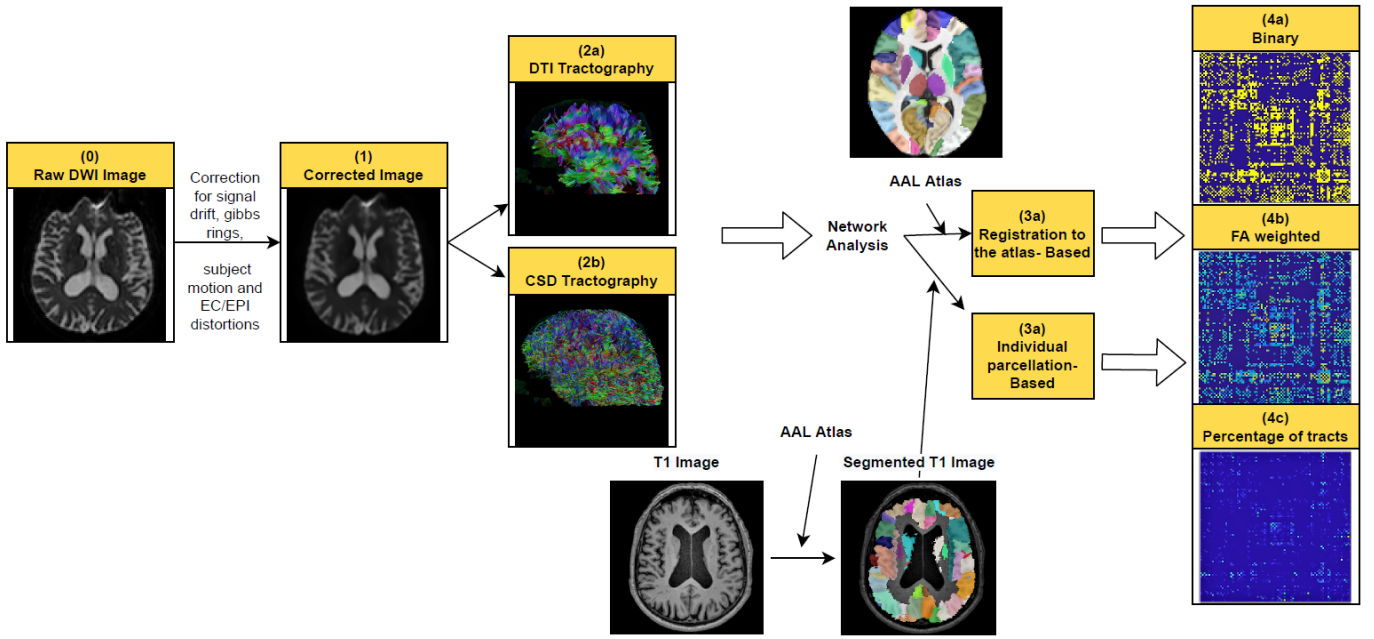 (0)
Raw DWI Image
Correction
for signal
drift, gibbs
rings,
subject
motion and
EC/EPI
distortions
(1)
Corrected Image
(2a)
DTI Tractography
(2b)
CSD Tractography
Network
Analysis
AAL Atlas
(3a)
Registration to
the atlas- Based
(3a)
Individual
parcellation-
Based
T1 Image
AAL Atlas
Segmented T1 Image
(4a)
Binary
(4b)
FA weighted
(4c)
Percentage of tracts